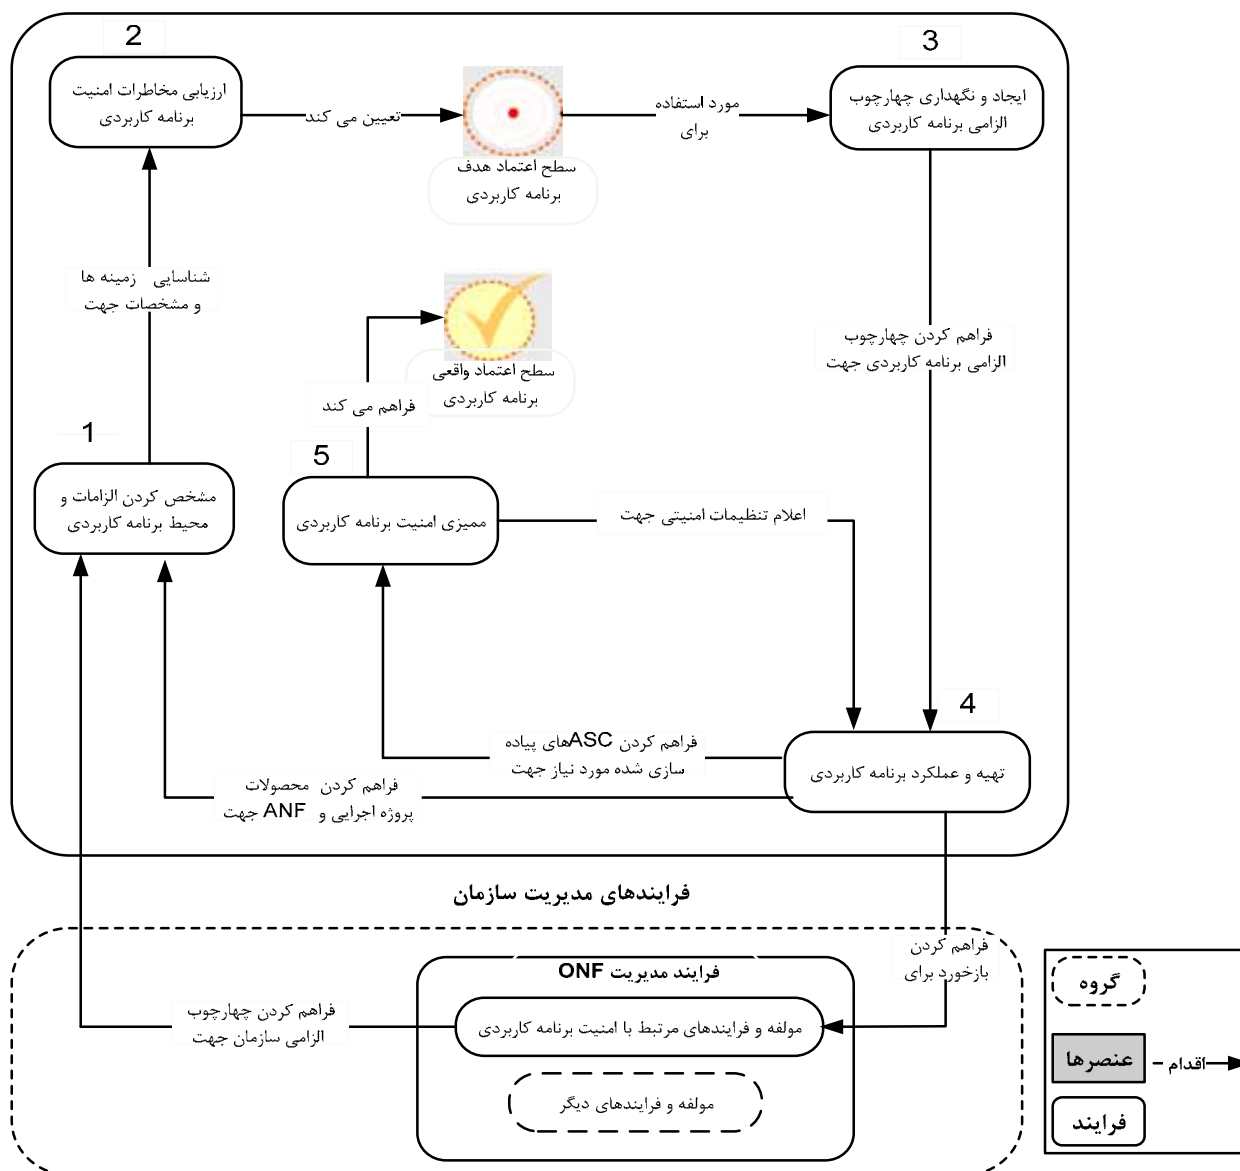 2
3
ارزیابی مخاطرات امنیت
برنامه کاربردی
تعیین می کند
مورد استفاده
برای
ایجاد و نگهداری چهارچوب
الزامی برنامه کاربردی
سطح اعتماد هدف
برنامه کاربردی
شناسایی زمینه ها
و مشخصات جهت
فراهم کردن چهارچوب
الزامی برنامه کاربردی جهت
سطح اعتماد واقعی
برنامه کاربردی
فراهم می کند
1
5
مشخص کردن الزامات و
محیط برنامه کاربردی
ممیزی امنیت برنامه کاربردی
اعلام تنظیمات امنیتی جهت
4
فراهم کردن ASCهای پیاده
سازی شده مورد نیاز جهت
تهیه و عملکرد برنامه کاربردی
فراهم کردن محصولات
پروژه اجرایی و ANF جهت
فرایندهای مدیریت سازمان
فراهم کردن
بازخورد برای
فرایند مدیریت ONF
مولفه و فرایندهای مرتبط با امنیت برنامه کاربردی
فراهم کردن چهارچوب
الزامی سازمان جهت
مولفه و فرایندهای دیگر
گروه
عنصرها
اقدام
فرایند